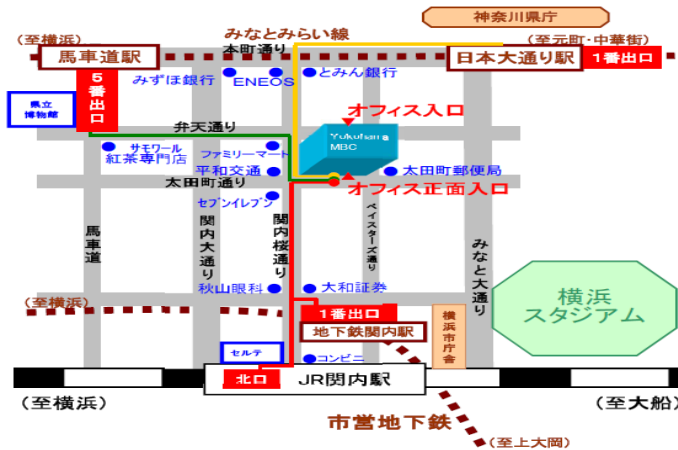 神奈川県庁
みなとみらい線
(至横浜)
本町通り
(至元町・中華街)
馬車道駅
日本大通り駅
1番出口
みずほ銀行
ENEOS
とみん銀行
5番出口
県立
博物館
オフィス入口
弁天通り
Yokohama
MBC
サモワール
紅茶専門店
ファミリーマート
平和交通
太田町郵便局
太田町通り
オフィス正面入口
セブンイレブン
馬車道
関内大通り
関内桜通り
ベイスターズ通り
みなと大通り
秋山眼科
大和証券
横浜
スタジアム
(至横浜)
1番出口
地下鉄関内駅
横浜市庁舎
セルテ
コンビニ
北口
JR関内駅
(至横浜)
(至大船)
市営地下鉄
(至上大岡)